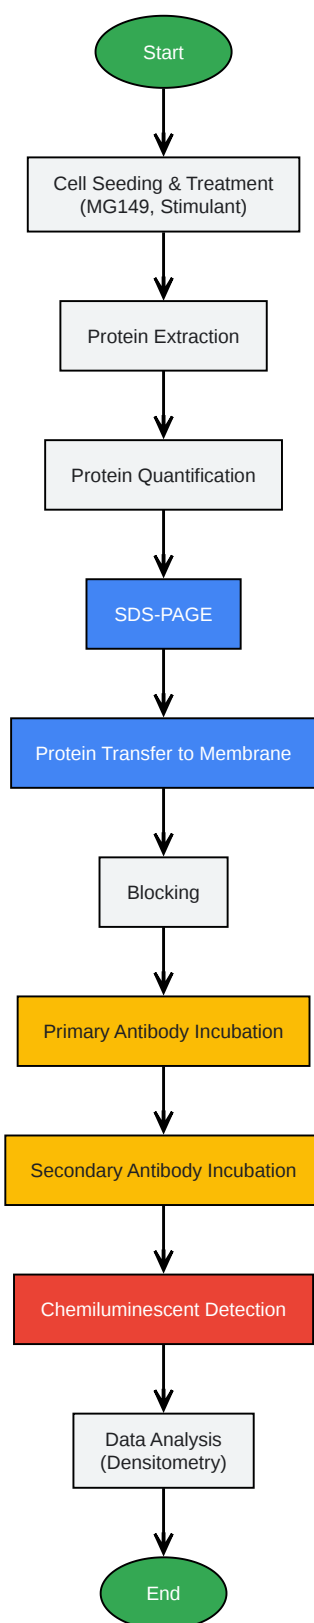 Start
Cell Seeding & Treatment
(MG149, Stimulant)
Protein Extraction
Protein Quantification
SDS-PAGE
Protein Transfer to Membrane
Blocking
Primary Antibody Incubation
Secondary Antibody Incubation
Chemiluminescent Detection
Data Analysis
(Densitometry)
End